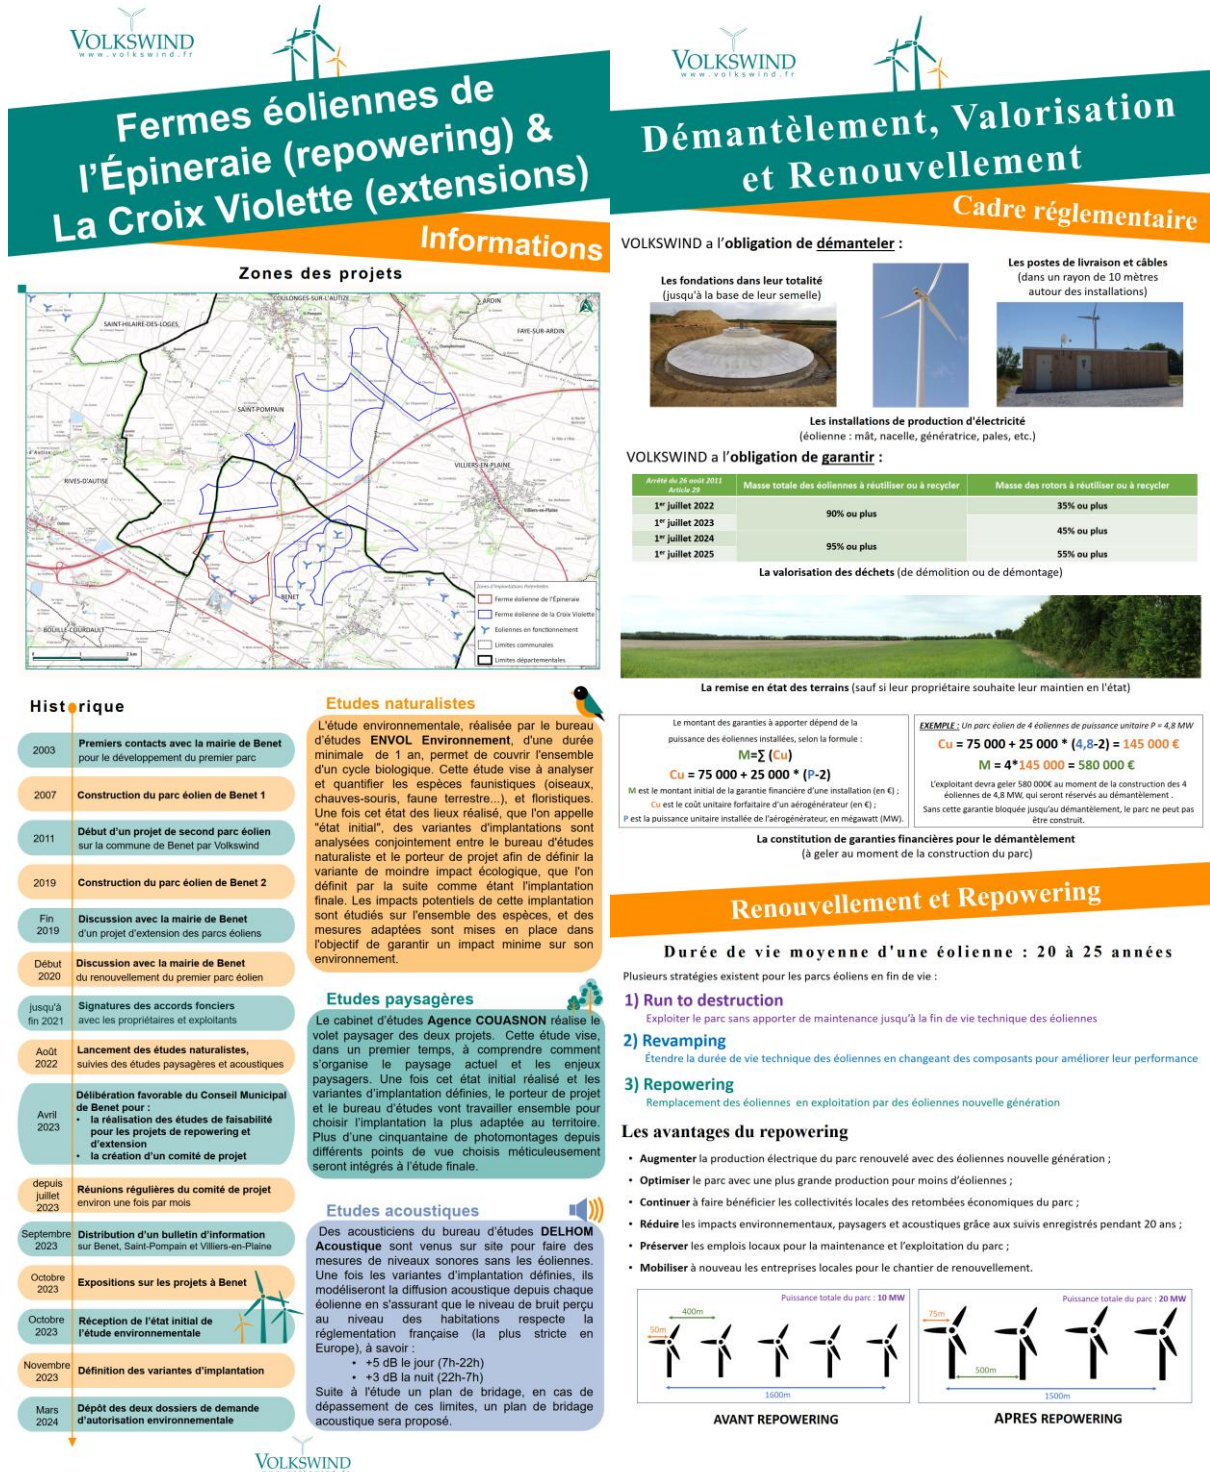 VOLKSWIND
www.volkswind.fr
Fermes éoliennes de
l'Épineraie (repowering) &
La Croix Violette (extensions)
Informations
Zones des projets
COULONGES-SUR-L'AUTIZE
ARDIN
SAINT-HILAIRE-DES-LOGES
FAYE-SUR-ARDIN
SAINT-POMPAIN
VILLIERS-EN-PLAINE
RIVES-D'AUTISE
BENET
BOUILLE-COURDAULT
Zones d'Implantation Potentielles
Ferme éolienne de l'Épineraie
Ferme éolienne de la Croix Violette
Eoliennes en fonctionnement
Limites communales
Limites départementales
Historique
2003
Premiers contacts avec la mairie de Benet
pour le développement du premier parc
2007
Construction du parc éolien de Benet 1
2011
Début d'un projet de second parc éolien
sur la commune de Benet par Volkswind
2019
Construction du parc éolien de Benet 2
Fin
2019
Discussion avec la mairie de Benet
d'un projet d'extension des parcs éoliens
Début
2020
Discussion avec la mairie de Benet
du renouvellement du premier parc éolien
jusqu'à
fin 2021
Signatures des accords fonciers
avec les propriétaires et exploitants
Août
2022
Lancement des études naturalistes,
suivies des études paysagères et acoustiques
Avril
2023
Délibération favorable du Conseil Municipal
de Benet pour :
• la réalisation des études de faisabilité
pour les projets de repowering et
d'extension
• la création d'un comité de projet
depuis
juillet
2023
Réunions régulières du comité de projet
environ une fois par mois
Septembre
2023
Distribution d'un bulletin d'information
sur Benet, Saint-Pompain et Villiers-en-Plaine
Octobre
2023
Expositions sur les projets à Benet
Octobre
2023
Réception de l'état initial de
l'étude environnementale
Novembre
2023
Définition des variantes d'implantation
Mars
2024
Dépôt des deux dossiers de demande
d'autorisation environnementale
Etudes naturalistes
L'étude environnementale, réalisée par le bureau
d'études ENVOL Environnement, d'une durée
minimale de 1 an, permet de couvrir l'ensemble
d'un cycle biologique. Cette étude vise à analyser
et quantifier les espèces faunistiques (oiseaux,
chauves-souris, faune terrestre...), et floristiques.
Une fois cet état des lieux réalisé, que l'on appelle
"état initial", des variantes d'implantations sont
analysées conjointement entre le bureau d'études
naturaliste et le porteur de projet afin de définir la
variante de moindre impact écologique, que l'on
définit par la suite comme étant l'implantation
finale. Les impacts potentiels de cette implantation
sont étudiés sur l'ensemble des espèces, et des
mesures adaptées sont mises en place dans
l'objectif de garantir un impact minime sur son
environnement.
Etudes paysagères
Le cabinet d'études Agence COUASNON réalise le
volet paysager des deux projets. Cette étude vise,
dans un premier temps, à comprendre comment
s'organise le paysage actuel et les enjeux
paysagers. Une fois cet état initial réalisé et les
variantes d'implantation définies, le porteur de projet
et le bureau d'études vont travailler ensemble pour
choisir l'implantation la plus adaptée au territoire.
Plus d'une cinquantaine de photomontages depuis
différents points de vue choisis méticuleusement
seront intégrés à l'étude finale.
Etudes acoustiques
Des acousticiens du bureau d'études DELHOM
Acoustique sont venus sur site pour faire des
mesures de niveaux sonores sans les éoliennes.
Une fois les variantes d'implantation définies, ils
modéliseront la diffusion acoustique depuis chaque
éolienne en s'assurant que le niveau de bruit perçu
au niveau des habitations respecte la
réglementation française (la plus stricte en
Europe), à savoir :
• +5 dB le jour (7h-22h)
• +3 dB la nuit (22h-7h)
Suite à l'étude un plan de bridage, en cas de
dépassement de ces limites, un plan de bridage
acoustique sera proposé.
VOLKSWIND
www.volkswind.fr
VOLKSWIND
www.volkswind.fr
Démantèlement, Valorisation
et Renouvellement
Cadre réglementaire
VOLKSWIND a l'obligation de démanteler :
Les fondations dans leur totalité
(jusqu'à la base de leur semelle)
Les postes de livraison et câbles
(dans un rayon de 10 mètres
autour des installations)
Les installations de production d'électricité
(éolienne : mât, nacelle, génératrice, pales, etc.)
VOLKSWIND a l'obligation de garantir :
Arrêté du 26 août 2011
Article 29
Masse totale des éoliennes à réutiliser ou à recycler
Masse des rotors à réutiliser ou à recycler
1er juillet 2022
90% ou plus
35% ou plus
1er juillet 2023
45% ou plus
1er juillet 2024
95% ou plus
1er juillet 2025
55% ou plus
La valorisation des déchets (de démolition ou de démontage)
La remise en état des terrains (sauf si leur propriétaire souhaite leur maintien en l'état)
Le montant des garanties à apporter dépend de la
puissance des éoliennes installées, selon la formule :
M=∑ (Cu)
Cu = 75 000 + 25 000 * (P-2)
M est le montant initial de la garantie financière d'une installation (en €) ;
Cu est le coût unitaire forfaitaire d'un aérogénérateur (en €) ;
P est la puissance unitaire installée de l'aérogénérateur, en mégawatt (MW).
EXEMPLE : Un parc éolien de 4 éoliennes de puissance unitaire P = 4,8 MW
Cu = 75 000 + 25 000 * (4,8-2) = 145 000 €
M = 4*145 000 = 580 000 €
L'exploitant devra geler 580 000€ au moment de la construction des 4
éoliennes de 4,8 MW, qui seront réservés au démantèlement .
Sans cette garantie bloquée jusqu'au démantèlement, le parc ne peut pas
être construit.
La constitution de garanties financières pour le démantèlement
(à geler au moment de la construction du parc)
Renouvellement et Repowering
Durée de vie moyenne d'une éolienne : 20 à 25 années
Plusieurs stratégies existent pour les parcs éoliens en fin de vie :
1) Run to destruction
Exploiter le parc sans apporter de maintenance jusqu'à la fin de vie technique des éoliennes
2) Revamping
Étendre la durée de vie technique des éoliennes en changeant des composants pour améliorer leur performance
3) Repowering
Remplacement des éoliennes en exploitation par des éoliennes nouvelle génération
Les avantages du repowering
• Augmenter la production électrique du parc renouvelé avec des éoliennes nouvelle génération ;
• Optimiser le parc avec une plus grande production pour moins d'éoliennes ;
• Continuer à faire bénéficier les collectivités locales des retombées économiques du parc ;
• Réduire les impacts environnementaux, paysagers et acoustiques grâce aux suivis enregistrés pendant 20 ans ;
• Préserver les emplois locaux pour la maintenance et l'exploitation du parc ;
• Mobiliser à nouveau les entreprises locales pour le chantier de renouvellement.
Puissance totale du parc : 10 MW
400m
50m
1600m
AVANT REPOWERING
Puissance totale du parc : 20 MW
75m
500m
1500m
APRES REPOWERING